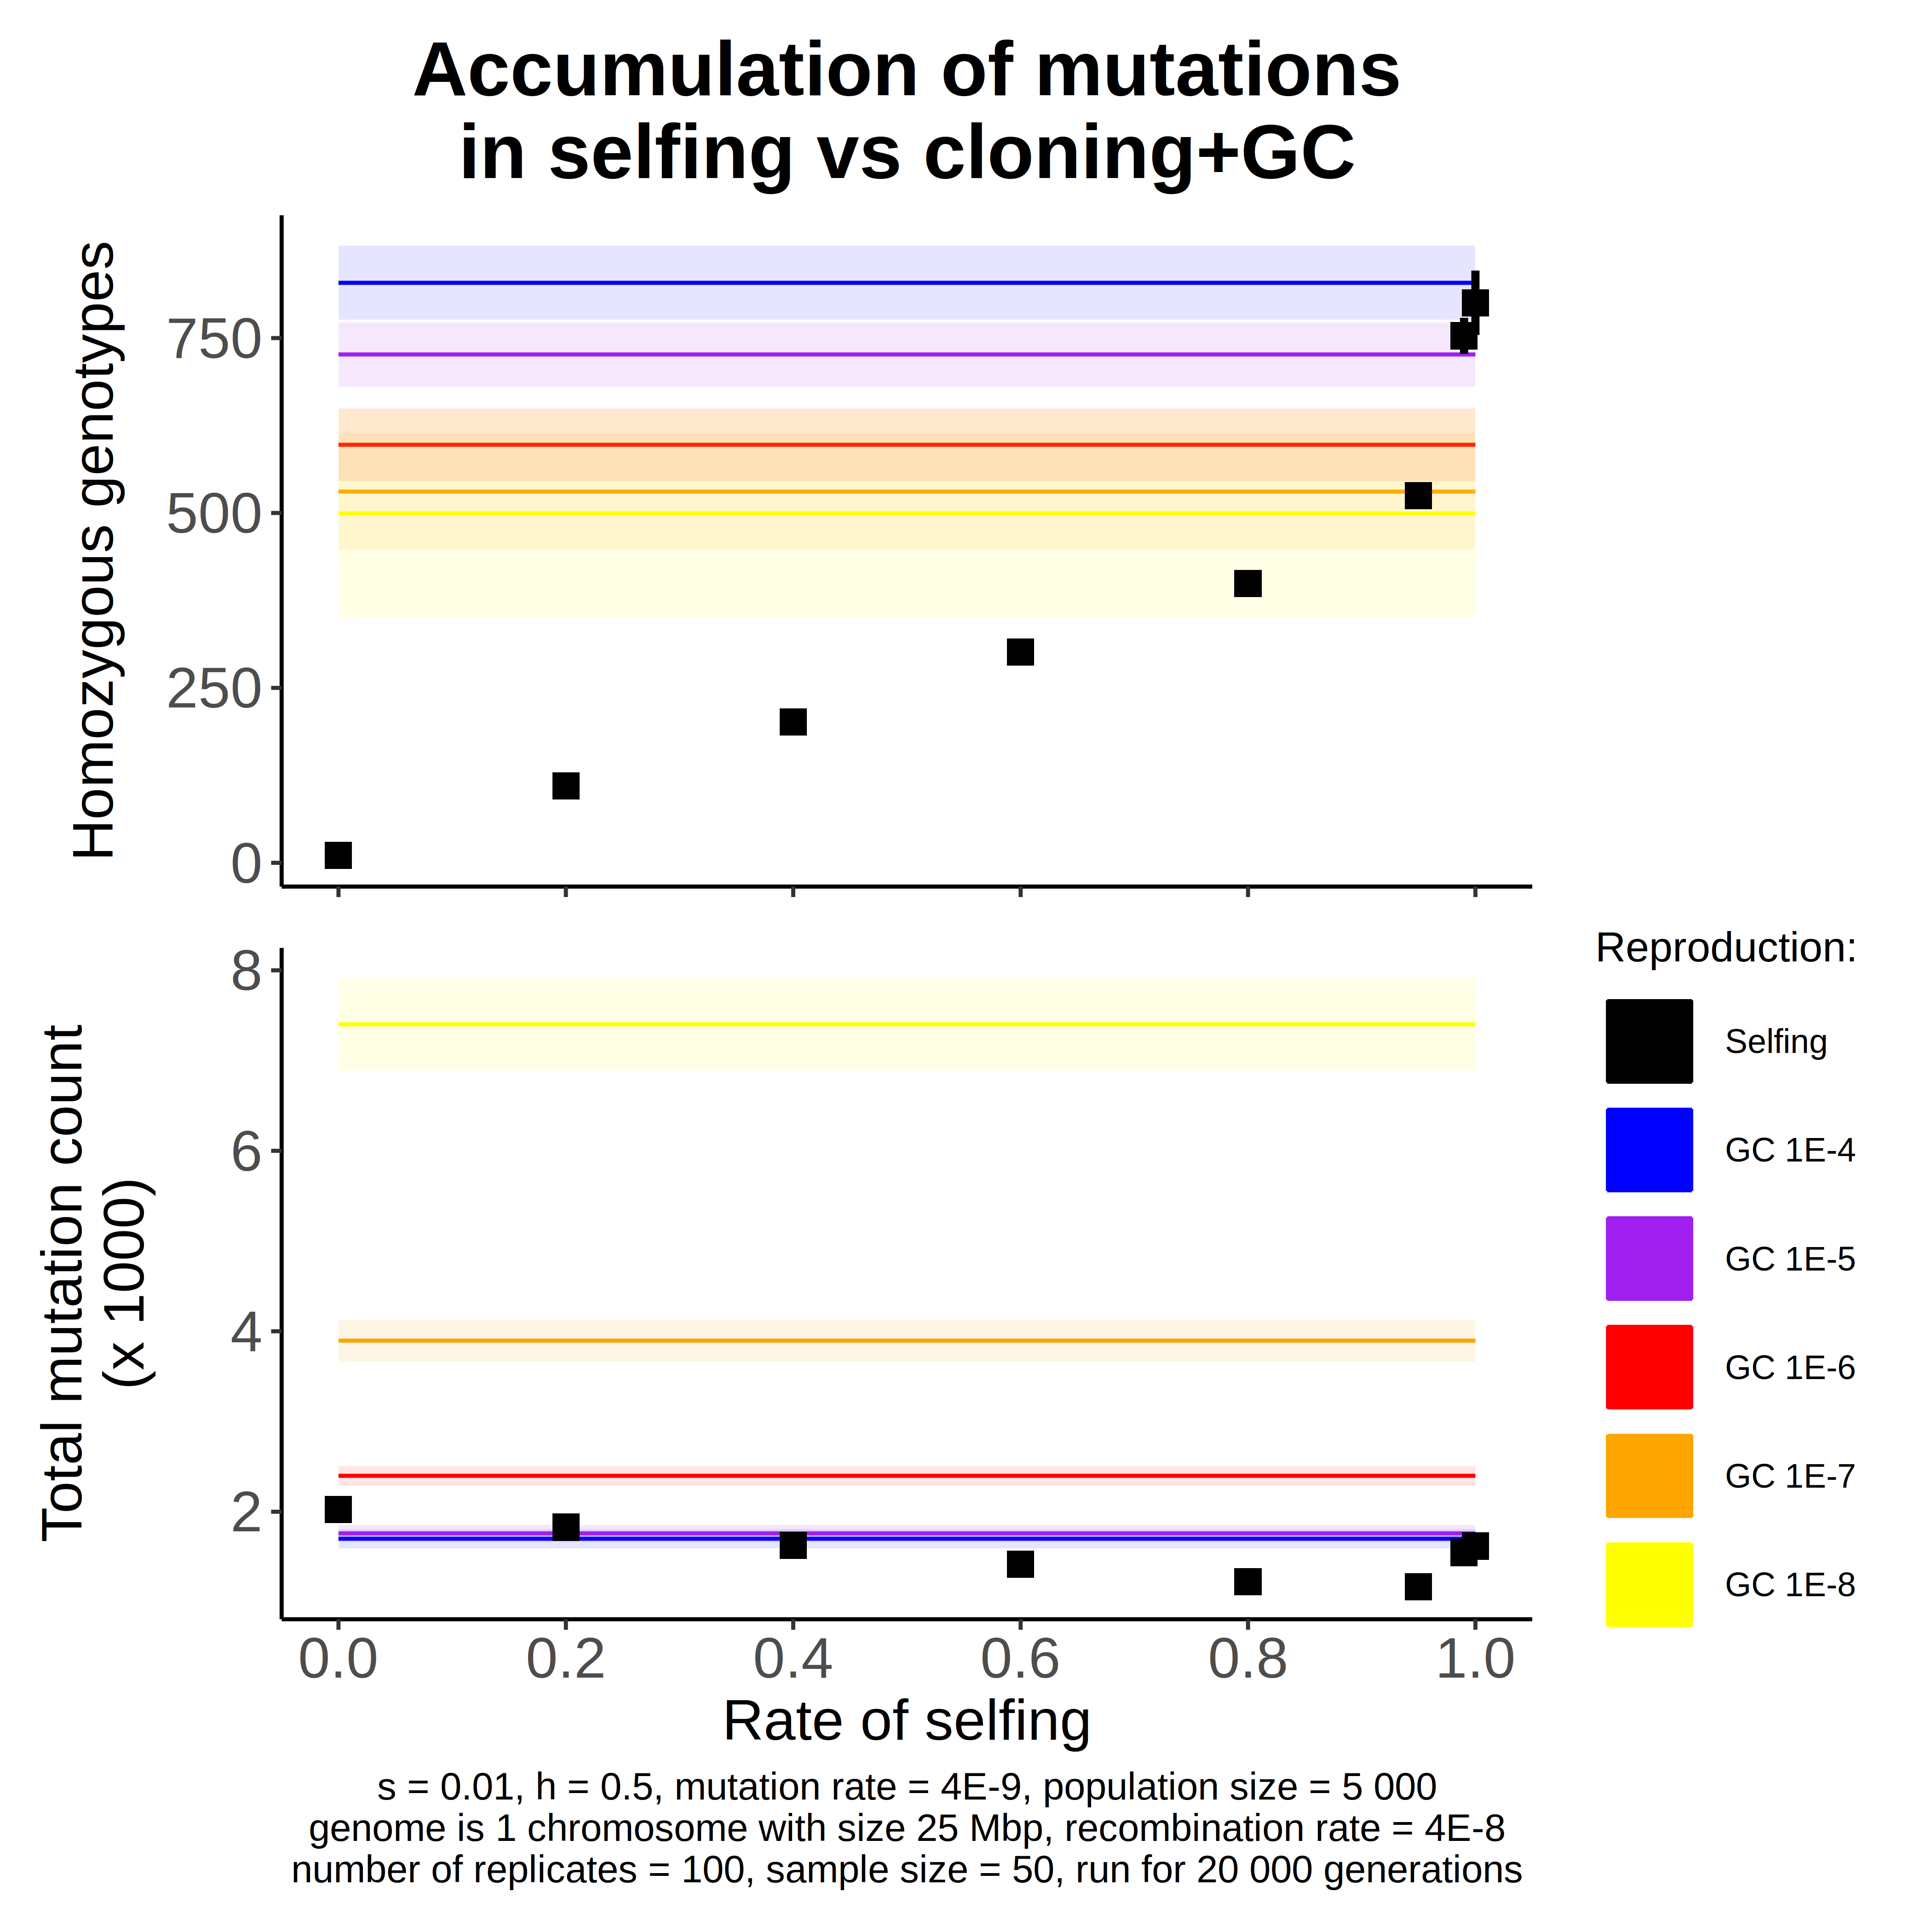 Accumulation of mutations
in selfing vs cloning+GC
Homozygous genotypes
750
500
250
0
Total mutation count
(x 1000)
8
6
4
2
0.0 0.2 0.4 0.6 0.8 1.0
Rate of selfing
s = 0.01, h = 0.5, mutation rate = 4E-9, population size = 5 000
genome is 1 chromosome with size 25 Mbp, recombination rate = 4E-8
number of replicates = 100, sample size = 50, run for 20 000 generations
Reproduction:
Selfing
GC 1E-4
GC 1E-5
GC 1E-6
GC 1E-7
GC 1E-8